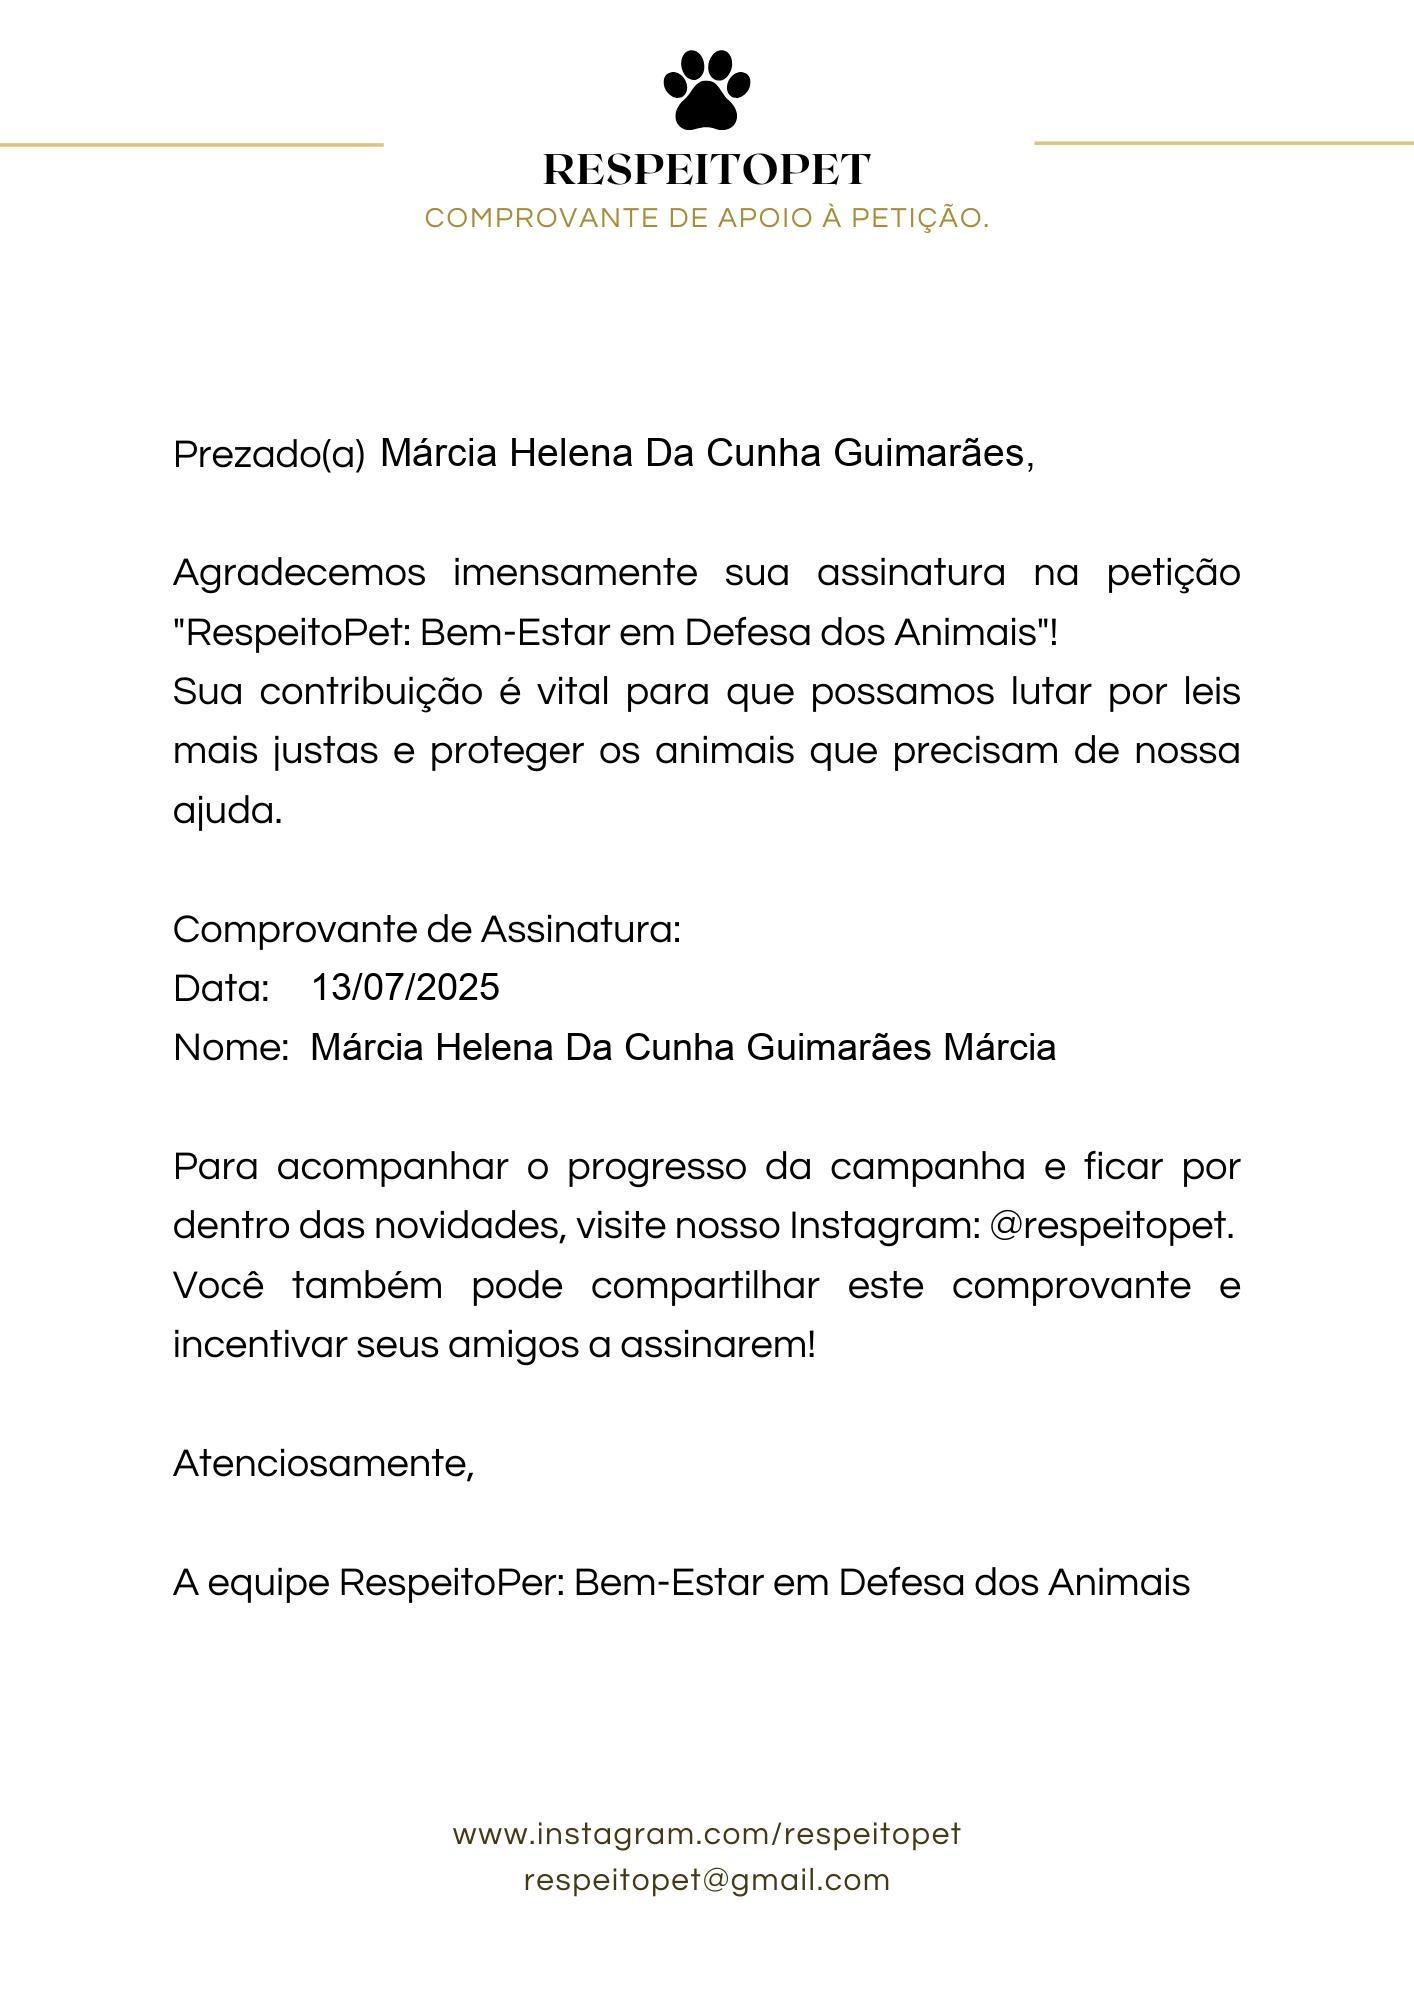 RESPEITOPET
COMPROVANTE DE APOIO À PETIÇÃO.
Prezado(a) Márcia Helena Da Cunha Guimarães,
Agradecemos imensamente sua assinatura na petição
"RespeitoPet: Bem-Estar em Defesa dos Animais"!
Sua contribuição é vital para que possamos lutar por leis
mais justas e proteger os animais que precisam de nossa
ajuda.
Comprovante de Assinatura:
Data: 13/07/2025
Nome: Márcia Helena Da Cunha Guimarães Márcia
Para acompanhar o progresso da campanha e ficar por
dentro das novidades, visite nosso Instagram: @respeitopet.
Você também pode compartilhar este comprovante e
incentivar seus amigos a assinarem!
Atenciosamente,
A equipe RespeitoPer: Bem-Estar em Defesa dos Animais
www.instagram.com/respeitopet
respeitopet@gmail.com